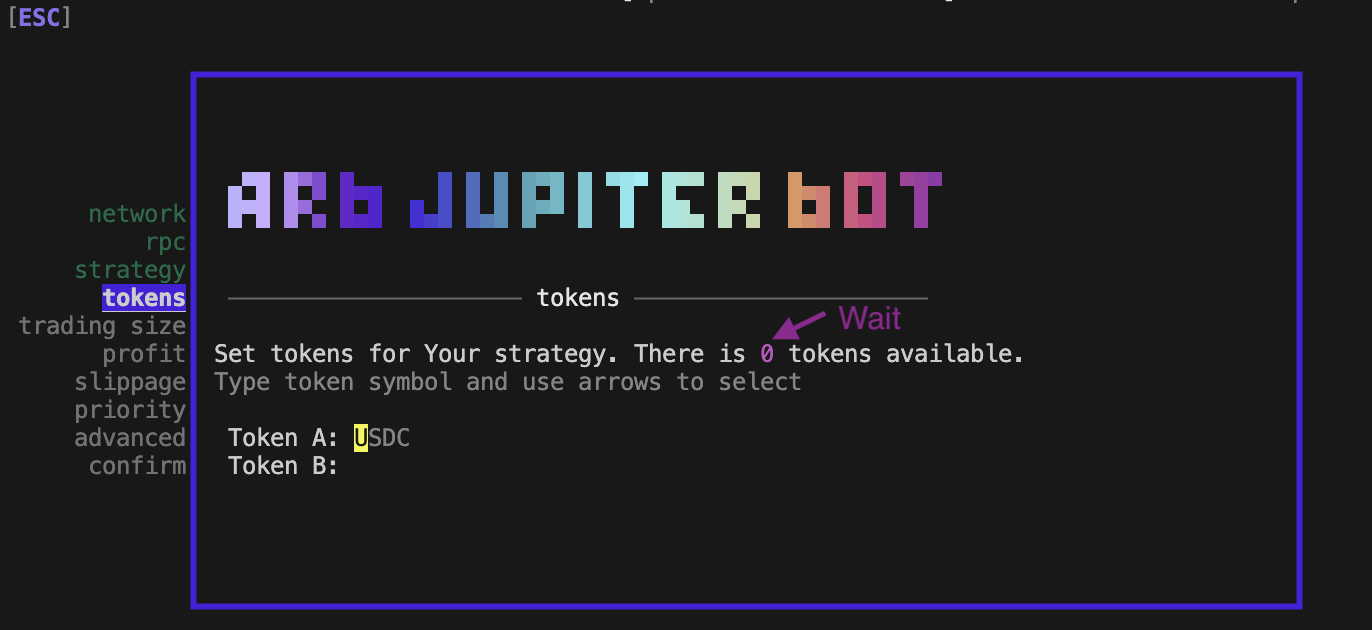 [ESC]
ARb JUPITER bOT
network
rpc
strategy
tokens
trading size
profit
slippage
priority
advanced
confirm
tokens
Wait
Set tokens for Your strategy. There is 0 tokens available.
Type token symbol and use arrows to select
Token A: USDC
Token B: